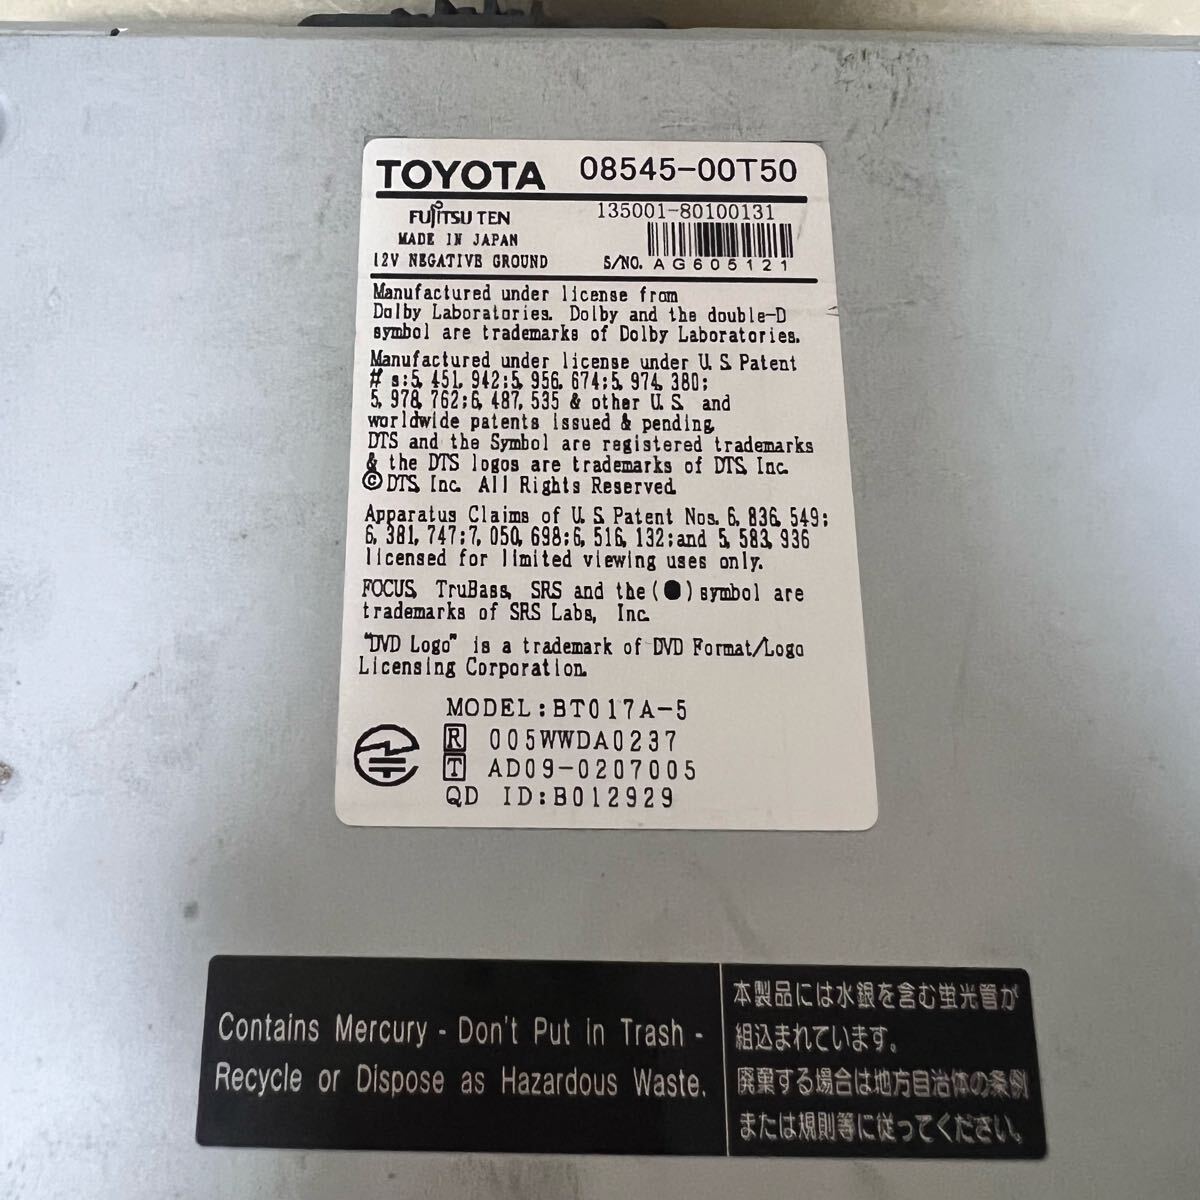 TOYOTA 08545-00T50
FUJITSU TEN 135001-80100131
MADE IN JAPAN
12V NEGATIVE GROUND S/NO. AG605121
Manufactured under license from
Dolby Laboratories. Dolby and the double-D
symbol are trademarks of Dolby Laboratories.
Manufactured under license under U.S. Patent
# s:5,451,942;5,956,674;5,974,380;
5,978,762;6,487,535 & other U.S. and
worldwide patents issued & pending.
DTS and the Symbol are registered trademarks
& the DTS logos are trademarks of DTS, Inc.
© DTS, Inc. All Rights Reserved.
Apparatus Claims of U.S. Patent Nos. 6,836,549;
6,381,747;7,050,698;6,516,132;and 5,583,936
licensed for limited viewing uses only.
FOCUS, TruBass, SRS and the (●) symbol are
trademarks of SRS Labs, Inc.
"DVD Logo" is a trademark of DVD Format/Logo
Licensing Corporation.
MODEL:BT017A-5
R 005WWDA0237
T AD09-0207005
QD ID:B012929
Contains Mercury - Don't Put in Trash -
Recycle or Dispose as Hazardous Waste.
本製品には水銀を含む蛍光管が
組込まれています。
廃棄する場合は地方自治体の条例
または規則等に従ってください。